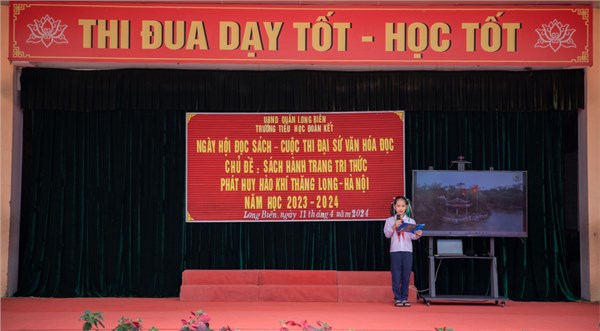 THI ĐUA DẠY TỐT - HỌC TỐT
UBND QUẬN LONG BIÊN
TRƯỜNG TIỂU HỌC ĐOÀN KẾT
NGÀY HỘI ĐỌC SÁCH - CUỘC THI ĐẠI SỨ VĂN HÓA ĐỌC
CHỦ ĐỀ: SÁCH HÀNH TRANG TRI THỨC
PHÁT HUY HÀO KHÍ THĂNG LONG-HÀ NỘI
NĂM HỌC 2023-2024
Long Biên, ngày 11 tháng 4 năm 2024